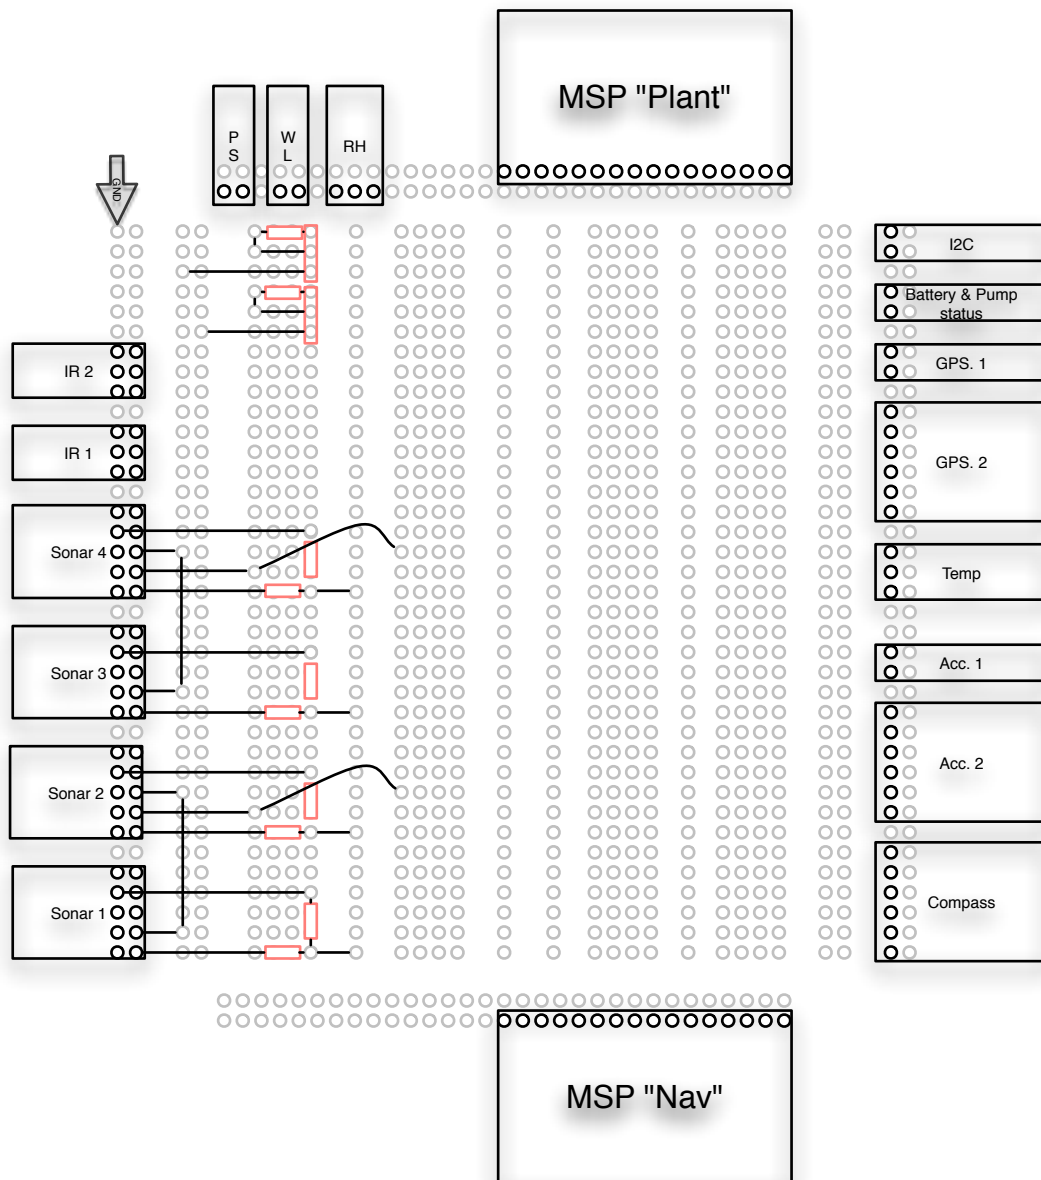 MSP "Plant"
P
S
W
L
RH
GND
I2C
Battery & Pump
status
IR 2
GPS. 1
IR 1
GPS. 2
Sonar 4
Temp
Sonar 3
Acc. 1
Sonar 2
Acc. 2
Sonar 1
Compass
MSP "Nav"